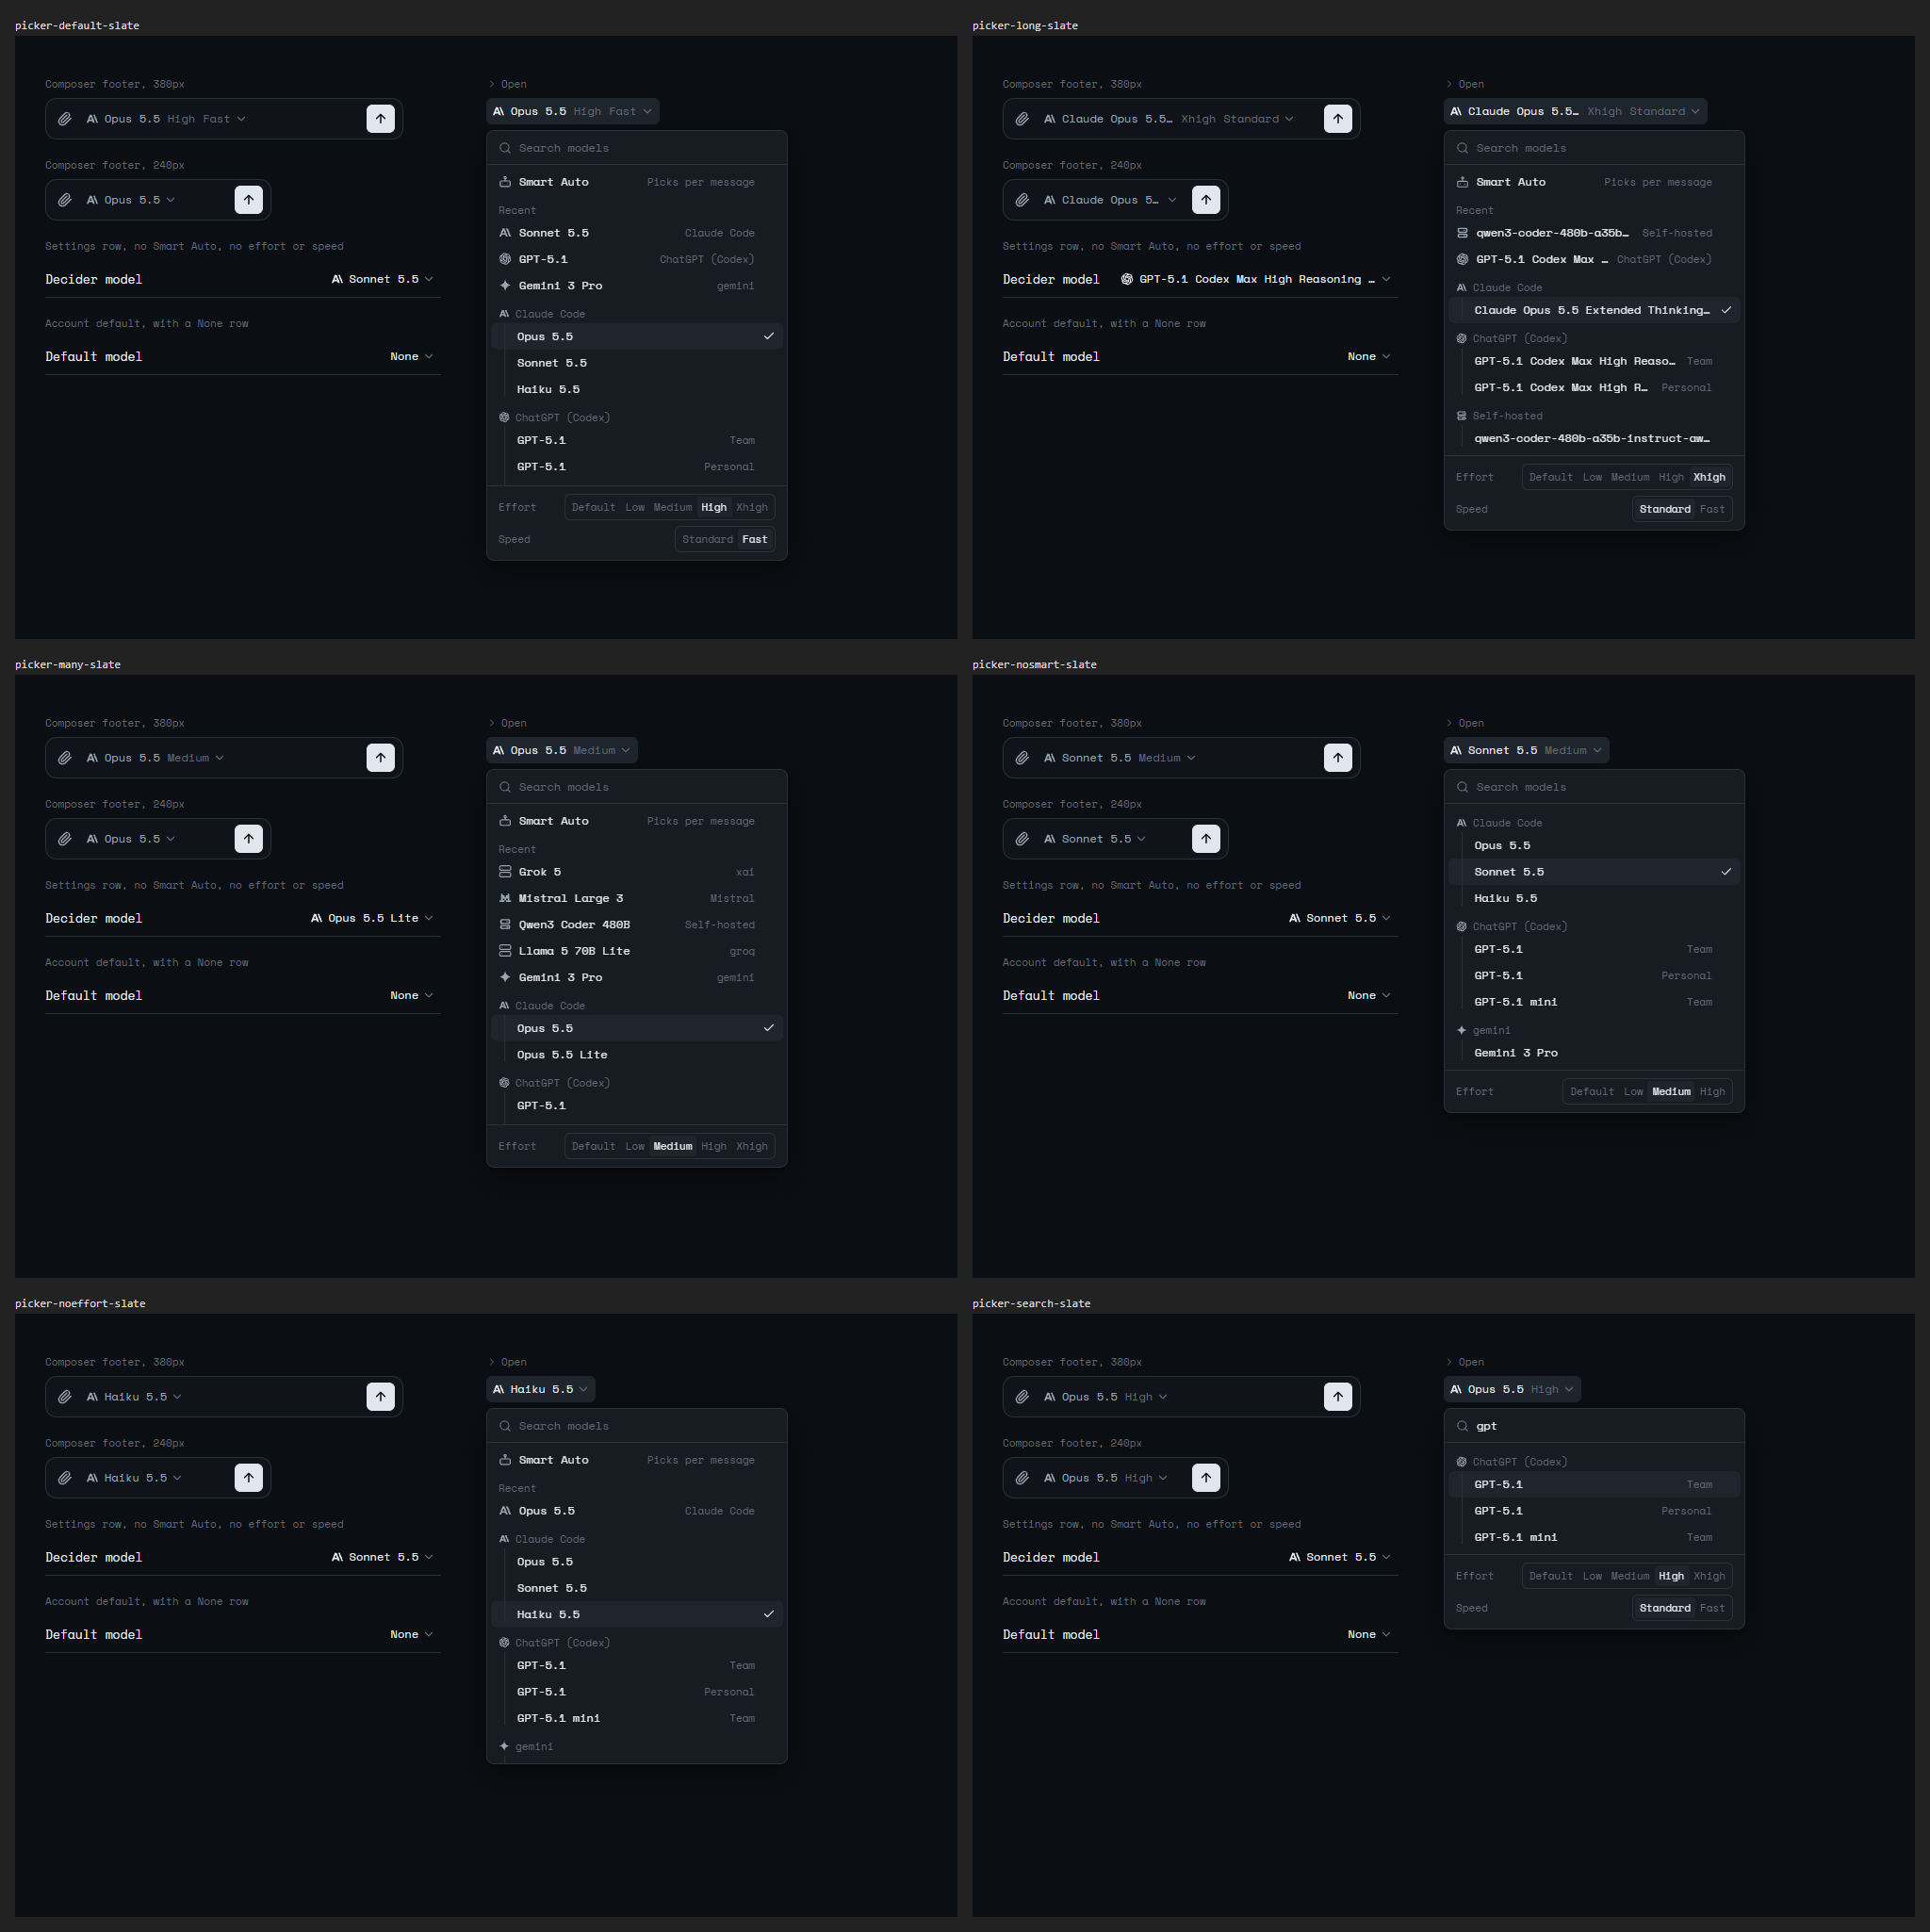 picker-default-slate
Composer footer, 380px
Opus 5.5 High Fast
Composer footer, 240px
Opus 5.5
Settings row, no Smart Auto, no effort or speed
Decider model Sonnet 5.5
Account default, with a None row
Default model None
Open
Opus 5.5 High Fast
Search models
Smart Auto Picks per message
Recent
Sonnet 5.5 Claude Code
GPT-5.1 ChatGPT (Codex)
Gemini 3 Pro gemini
Claude Code
Opus 5.5
Sonnet 5.5
Haiku 5.5
ChatGPT (Codex)
GPT-5.1 Team
GPT-5.1 Personal
Effort Default Low Medium High Xhigh
Speed Standard Fast
picker-long-slate
Composer footer, 380px
Claude Opus 5.5… Xhigh Standard
Composer footer, 240px
Claude Opus 5…
Settings row, no Smart Auto, no effort or speed
Decider model GPT-5.1 Codex Max High Reasoning …
Account default, with a None row
Default model None
Open
Claude Opus 5.5… Xhigh Standard
Search models
Smart Auto Picks per message
Recent
qwen3-coder-480b-a35b… Self-hosted
GPT-5.1 Codex Max … ChatGPT (Codex)
Claude Code
Claude Opus 5.5 Extended Thinking…
ChatGPT (Codex)
GPT-5.1 Codex Max High Reaso… Team
GPT-5.1 Codex Max High R… Personal
Self-hosted
qwen3-coder-480b-a35b-instruct-aw…
Effort Default Low Medium High Xhigh
Speed Standard Fast
picker-many-slate
Composer footer, 380px
Opus 5.5 Medium
Composer footer, 240px
Opus 5.5
Settings row, no Smart Auto, no effort or speed
Decider model Opus 5.5 Lite
Account default, with a None row
Default model None
Open
Opus 5.5 Medium
Search models
Smart Auto Picks per message
Recent
Grok 5 xai
Mistral Large 3 Mistral
Qwen3 Coder 480B Self-hosted
Llama 5 70B Lite groq
Gemini 3 Pro gemini
Claude Code
Opus 5.5
Opus 5.5 Lite
ChatGPT (Codex)
GPT-5.1
Effort Default Low Medium High Xhigh
picker-nosmart-slate
Composer footer, 380px
Sonnet 5.5 Medium
Composer footer, 240px
Sonnet 5.5
Settings row, no Smart Auto, no effort or speed
Decider model Sonnet 5.5
Account default, with a None row
Default model None
Open
Sonnet 5.5 Medium
Search models
Claude Code
Opus 5.5
Sonnet 5.5
Haiku 5.5
ChatGPT (Codex)
GPT-5.1 Team
GPT-5.1 Personal
GPT-5.1 mini Team
gemini
Gemini 3 Pro
Effort Default Low Medium High
picker-noeffort-slate
Composer footer, 380px
Haiku 5.5
Composer footer, 240px
Haiku 5.5
Settings row, no Smart Auto, no effort or speed
Decider model Sonnet 5.5
Account default, with a None row
Default model None
Open
Haiku 5.5
Search models
Smart Auto Picks per message
Recent
Opus 5.5 Claude Code
Claude Code
Opus 5.5
Sonnet 5.5
Haiku 5.5
ChatGPT (Codex)
GPT-5.1 Team
GPT-5.1 Personal
GPT-5.1 mini Team
gemini
picker-search-slate
Composer footer, 380px
Opus 5.5 High
Composer footer, 240px
Opus 5.5 High
Settings row, no Smart Auto, no effort or speed
Decider model Sonnet 5.5
Account default, with a None row
Default model None
Open
Opus 5.5 High
gpt
ChatGPT (Codex)
GPT-5.1 Team
GPT-5.1 Personal
GPT-5.1 mini Team
Effort Default Low Medium High Xhigh
Speed Standard Fast